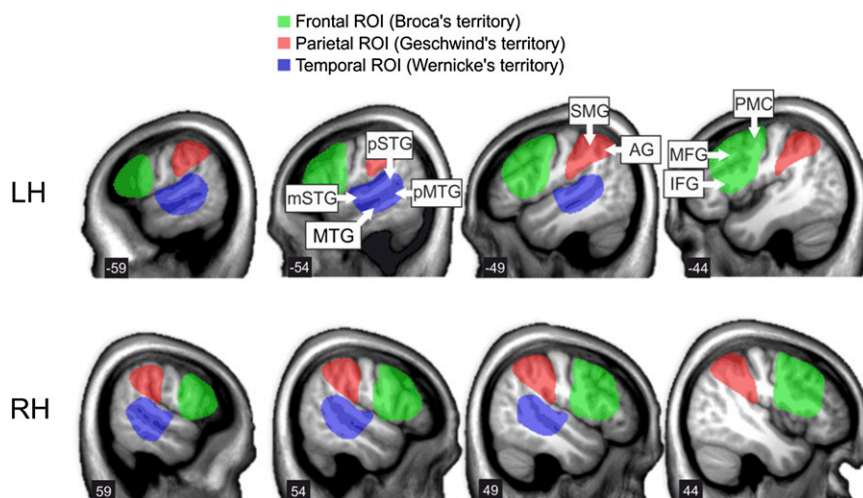 Frontal ROI (Broca's territory)
Parietal ROI (Geschwind's territory)
Temporal ROI (Wernicke's territory)
LH
pSTG
mSTG
pMTG
MTG
SMG
AG
PMC
MFG
IFG
-59
-54
-49
-44
RH
59
54
49
44